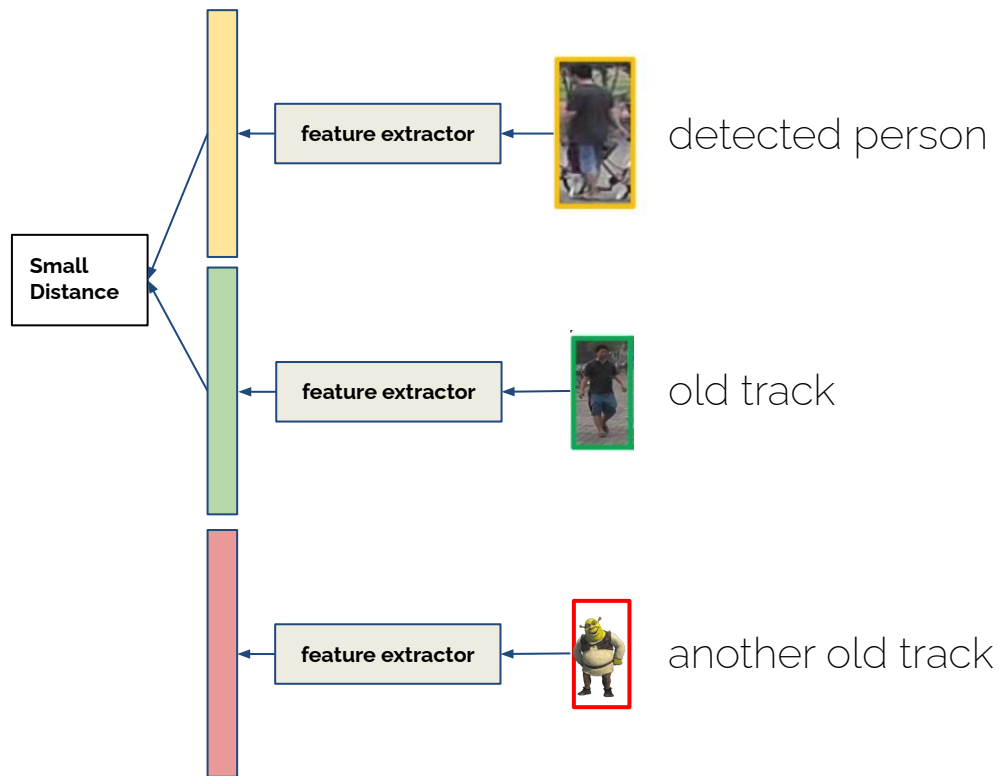 feature extractor
detected person
Small
Distance
feature extractor
old track
feature extractor
another old track